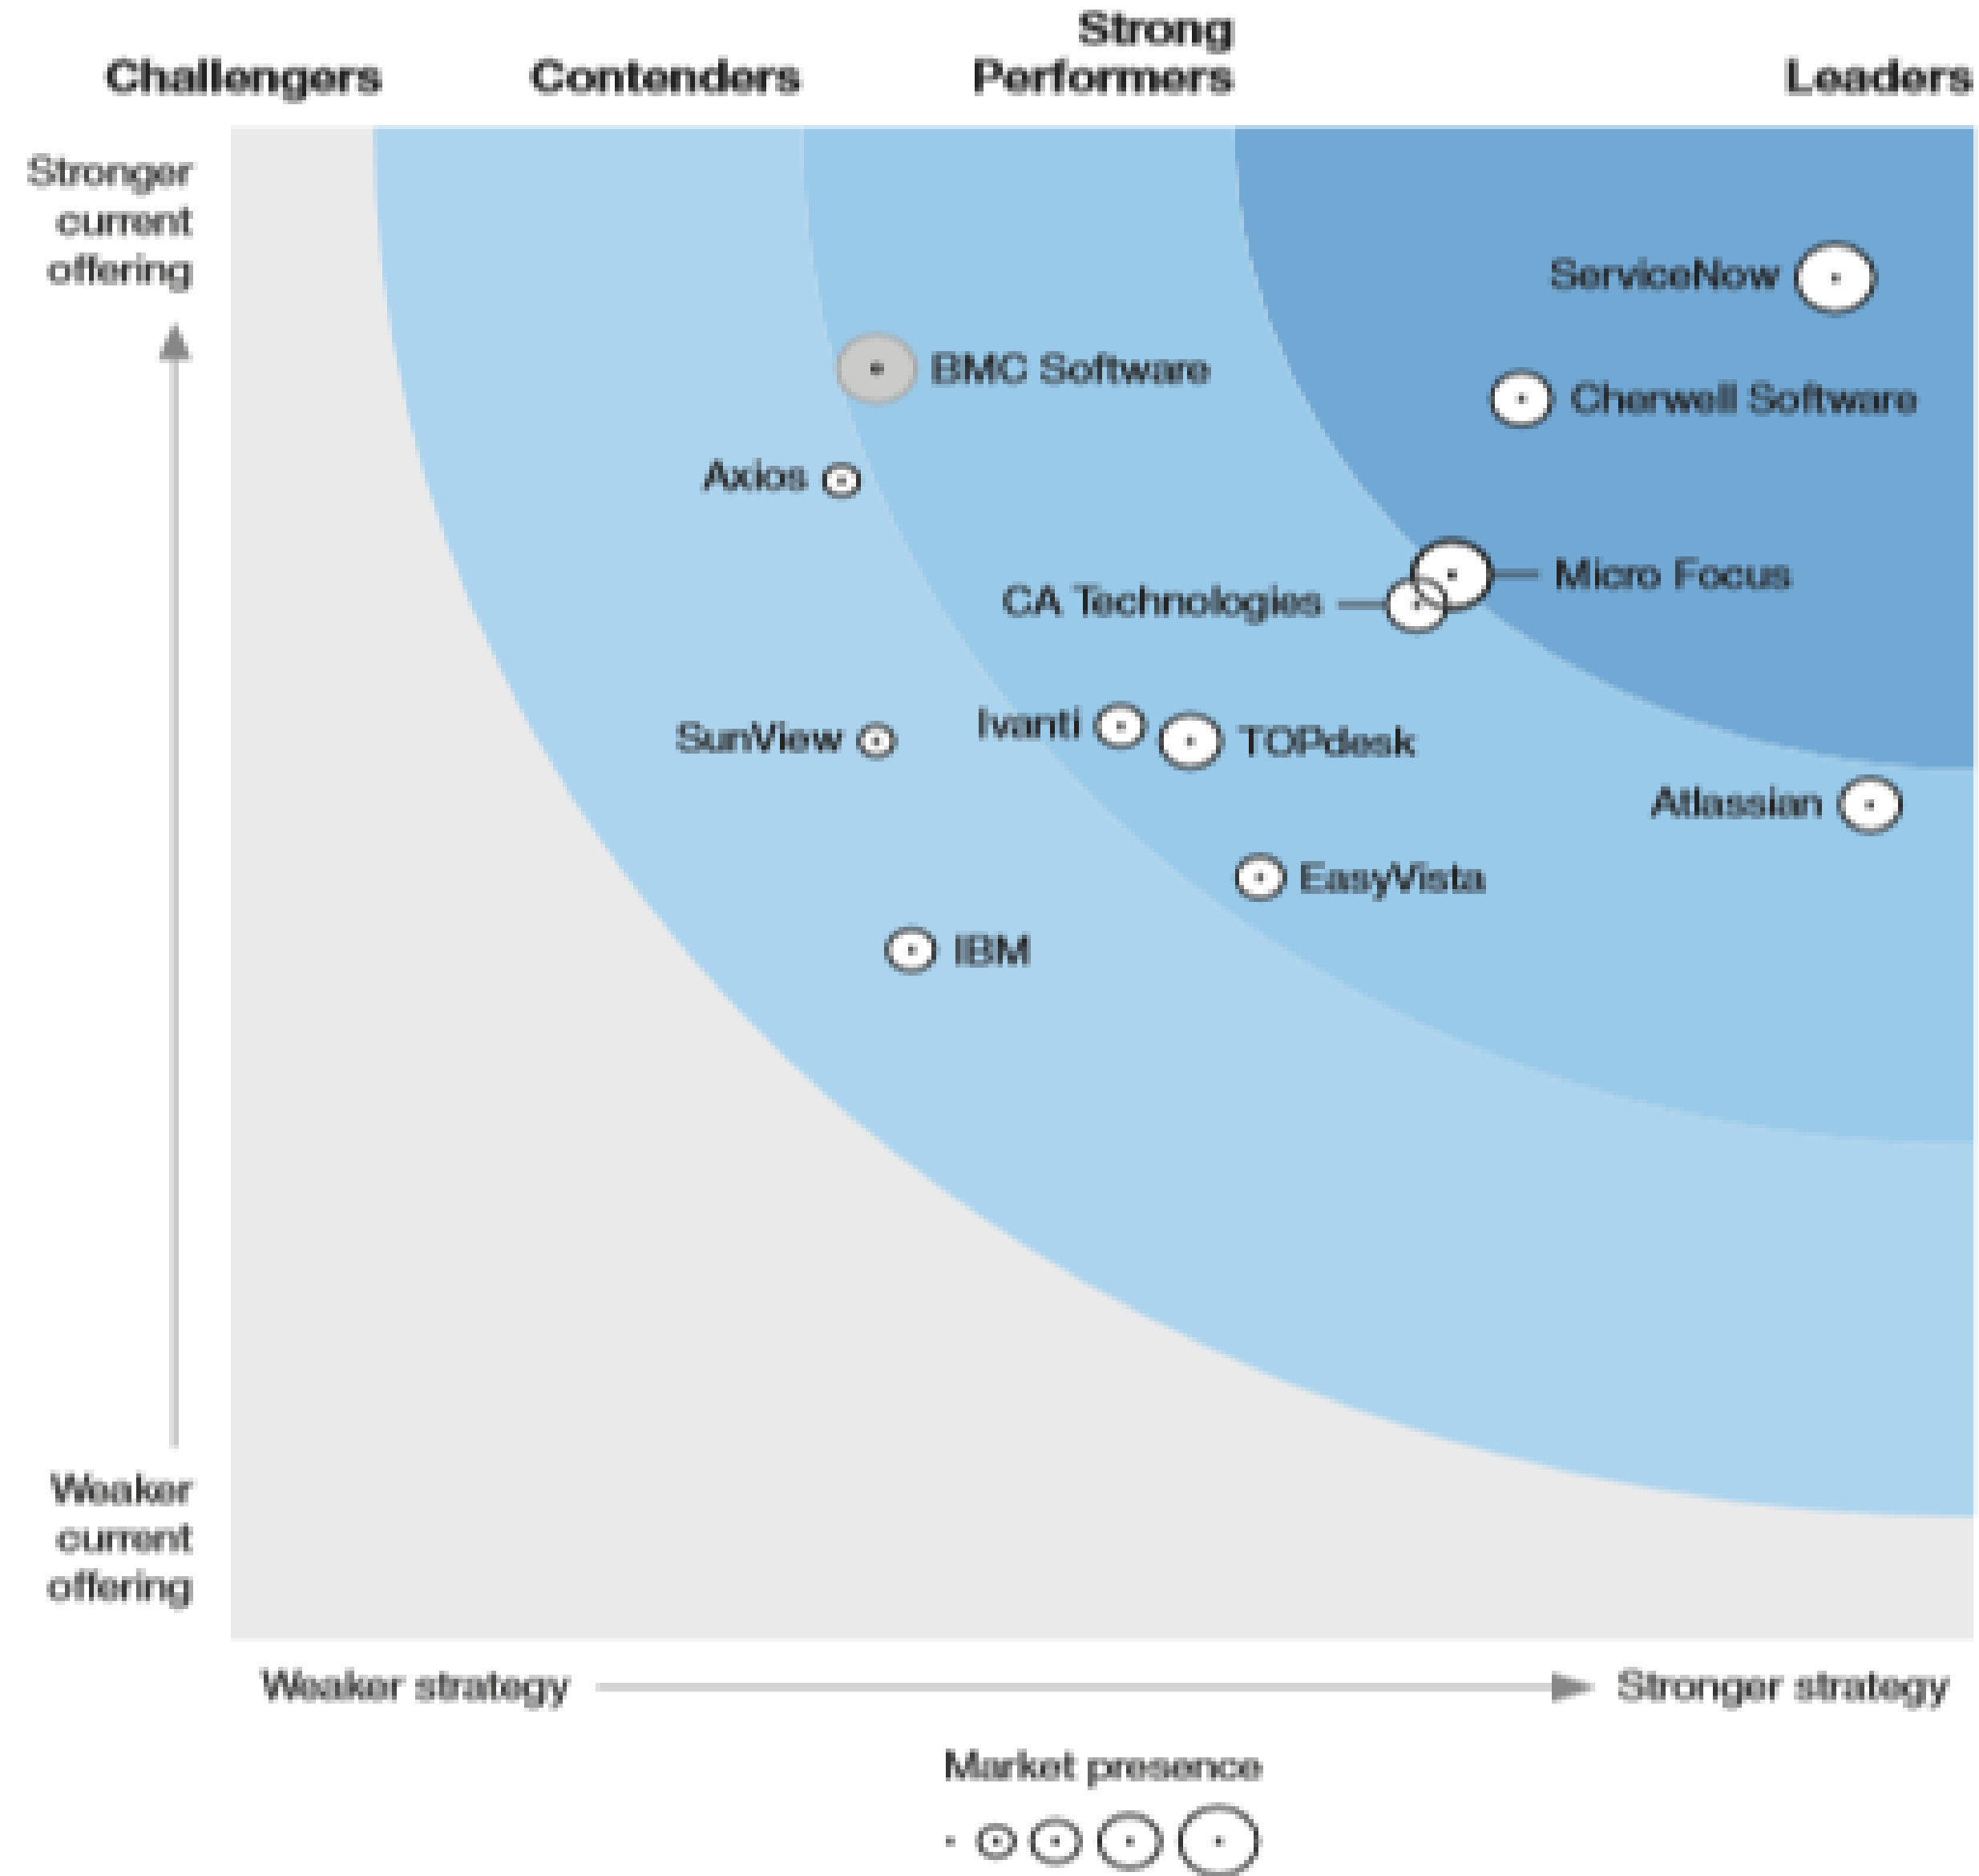 Strong
Challengers Contenders Performers Leaders
Stronger
current
offering
ServiceNow
BMC Software
Cherwell Software
Axios
Micro Focus
CA Technologies
SunView
Ivanti
TOPdesk
Atlassian
EasyVista
IBM
Weaker
current
offering
Weaker strategy
Stronger strategy
Market presence